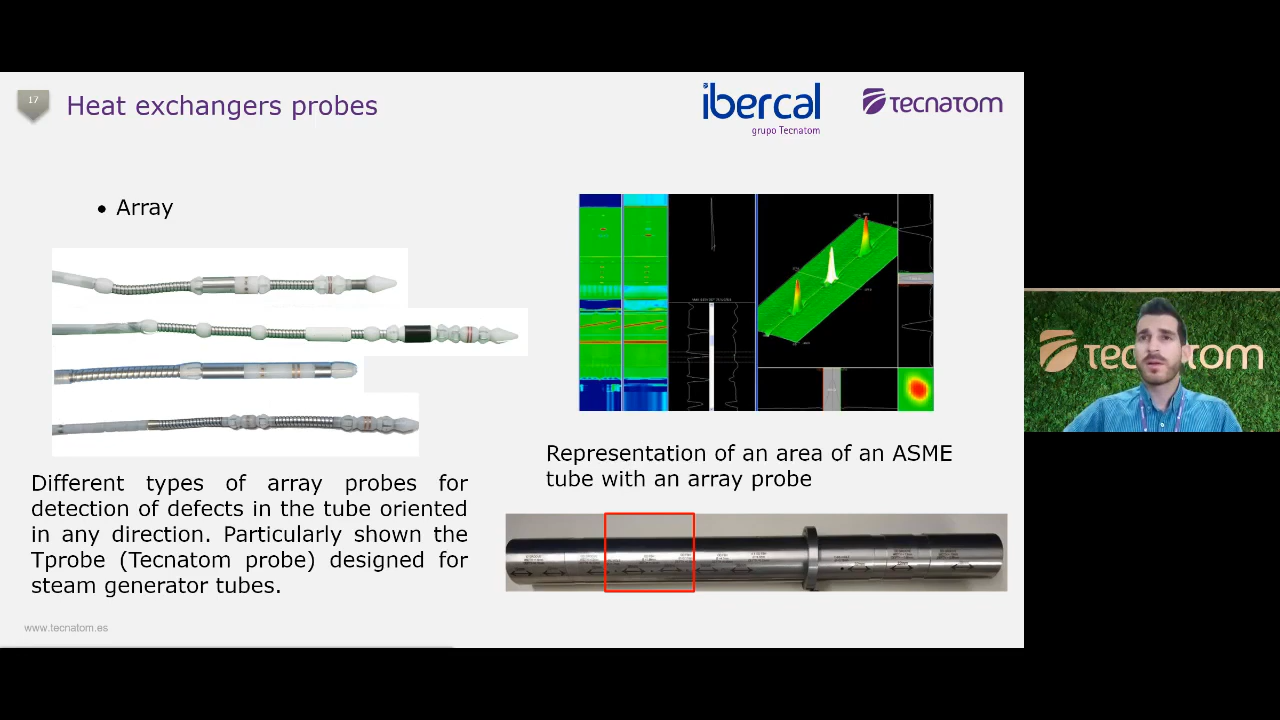 17
Heat exchangers probes
ibercal
grupo Tecnatom
TECNATOM
• Array
Different types of array probes for
detection of defects in the tube oriented
in any direction. Particularly shown the
Tprobe (Tecnatom probe) designed for
steam generator tubes.
Representation of an area of an ASME
tube with an array probe
www.tecnatom.es